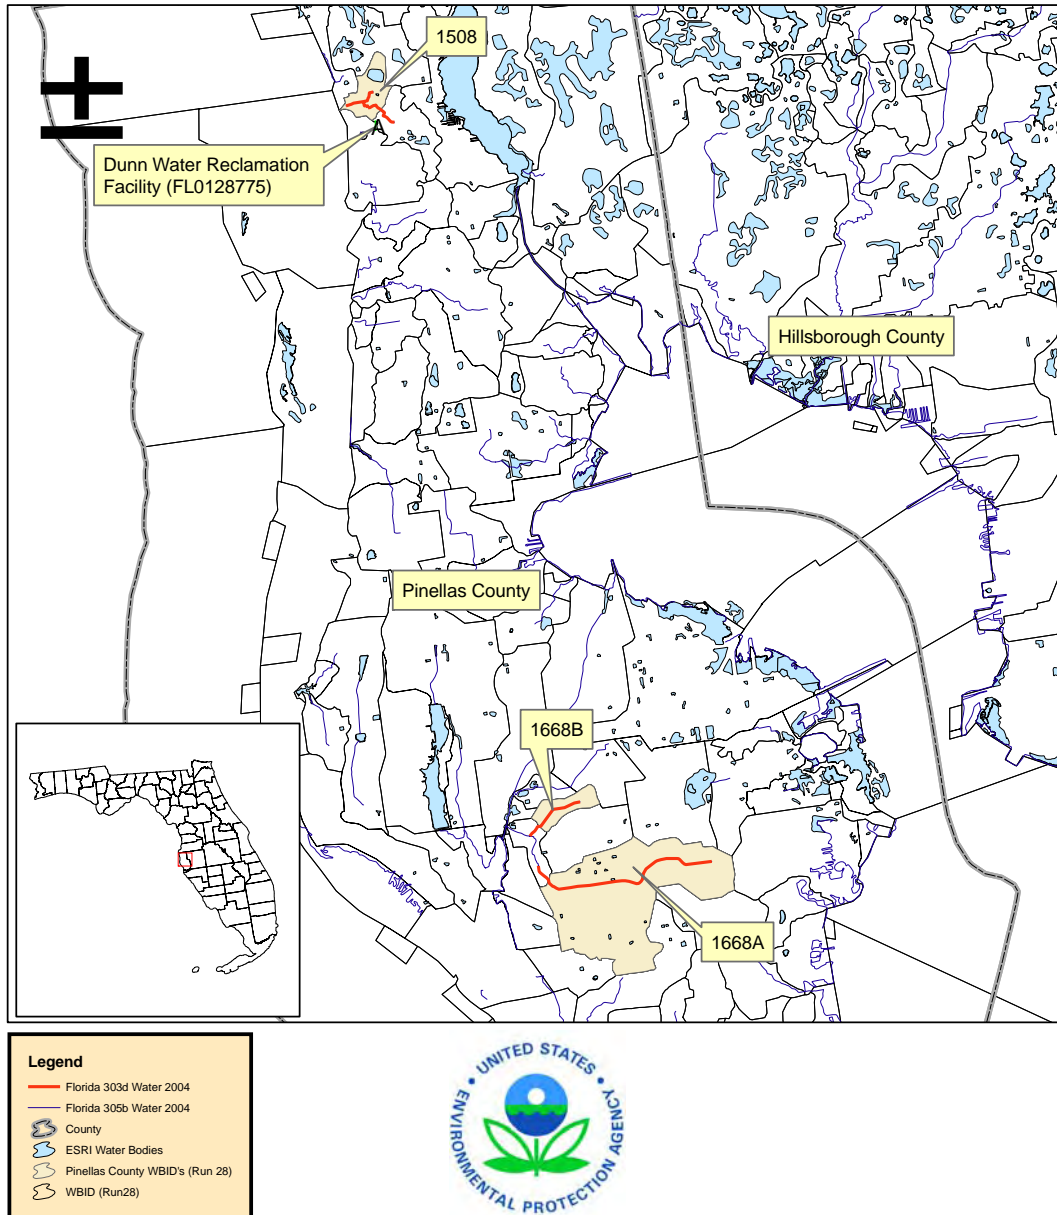 1508
A
Dunn Water Reclamation
Facility (FL0128775)
Hillsborough County
Pinellas County
1668B
1668A
Legend
Florida 303d Water 2004
Florida 305b Water 2004
County
ESRI Water Bodies
Pinellas County WBID's (Run 28)
WBID (Run28)
UNITED STATES
ENVIRONMENTAL PROTECTION AGENCY